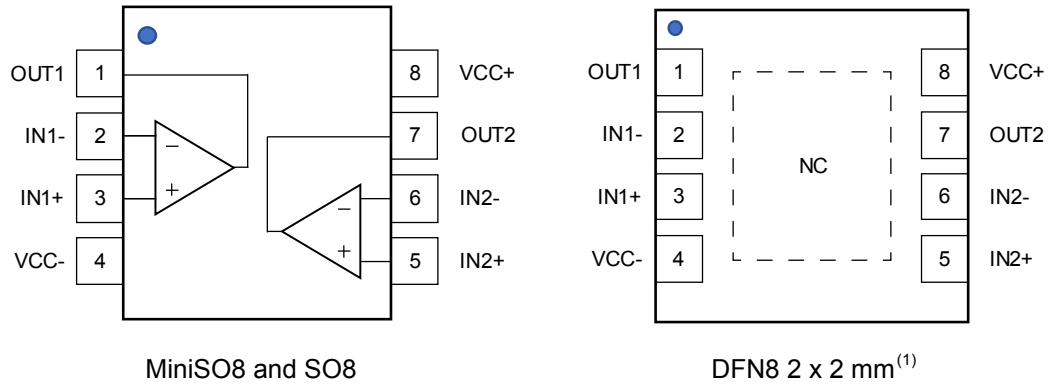 OUT1 1 8 VCC+
IN1- 2 − 7 OUT2
IN1+ 3 + − 6 IN2-
VCC- 4 + 5 IN2+
MiniSO8 and SO8
OUT1 1 8 VCC+
IN1- 2 7 OUT2
NC
IN1+ 3 6 IN2-
VCC- 4 5 IN2+
DFN8 2 x 2 mm(1)